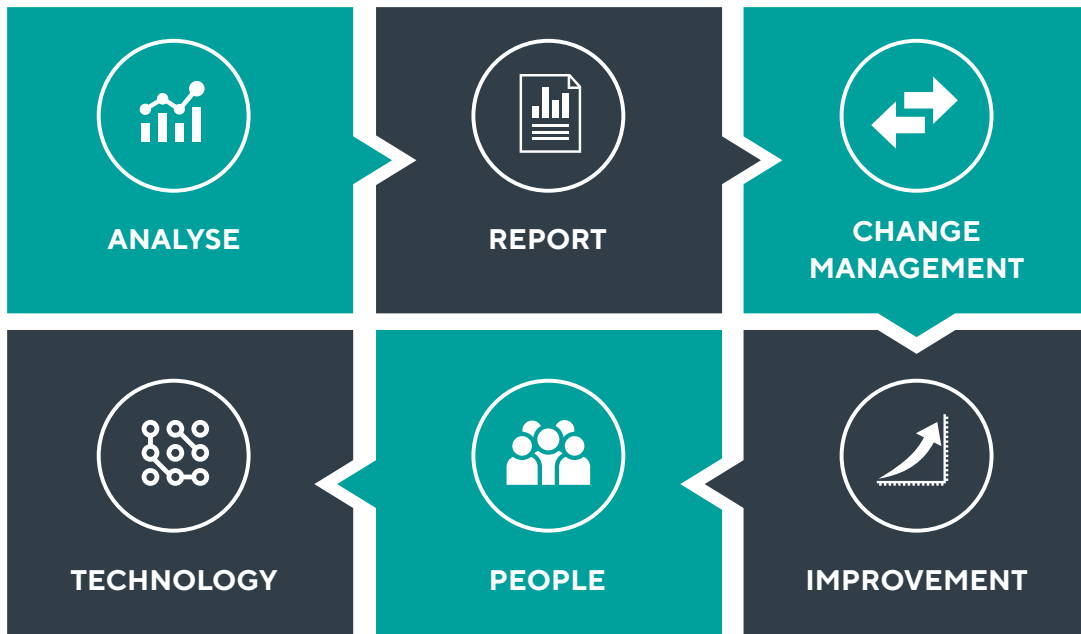 ANALYSE
REPORT
CHANGE
MANAGEMENT
TECHNOLOGY
PEOPLE
IMPROVEMENT